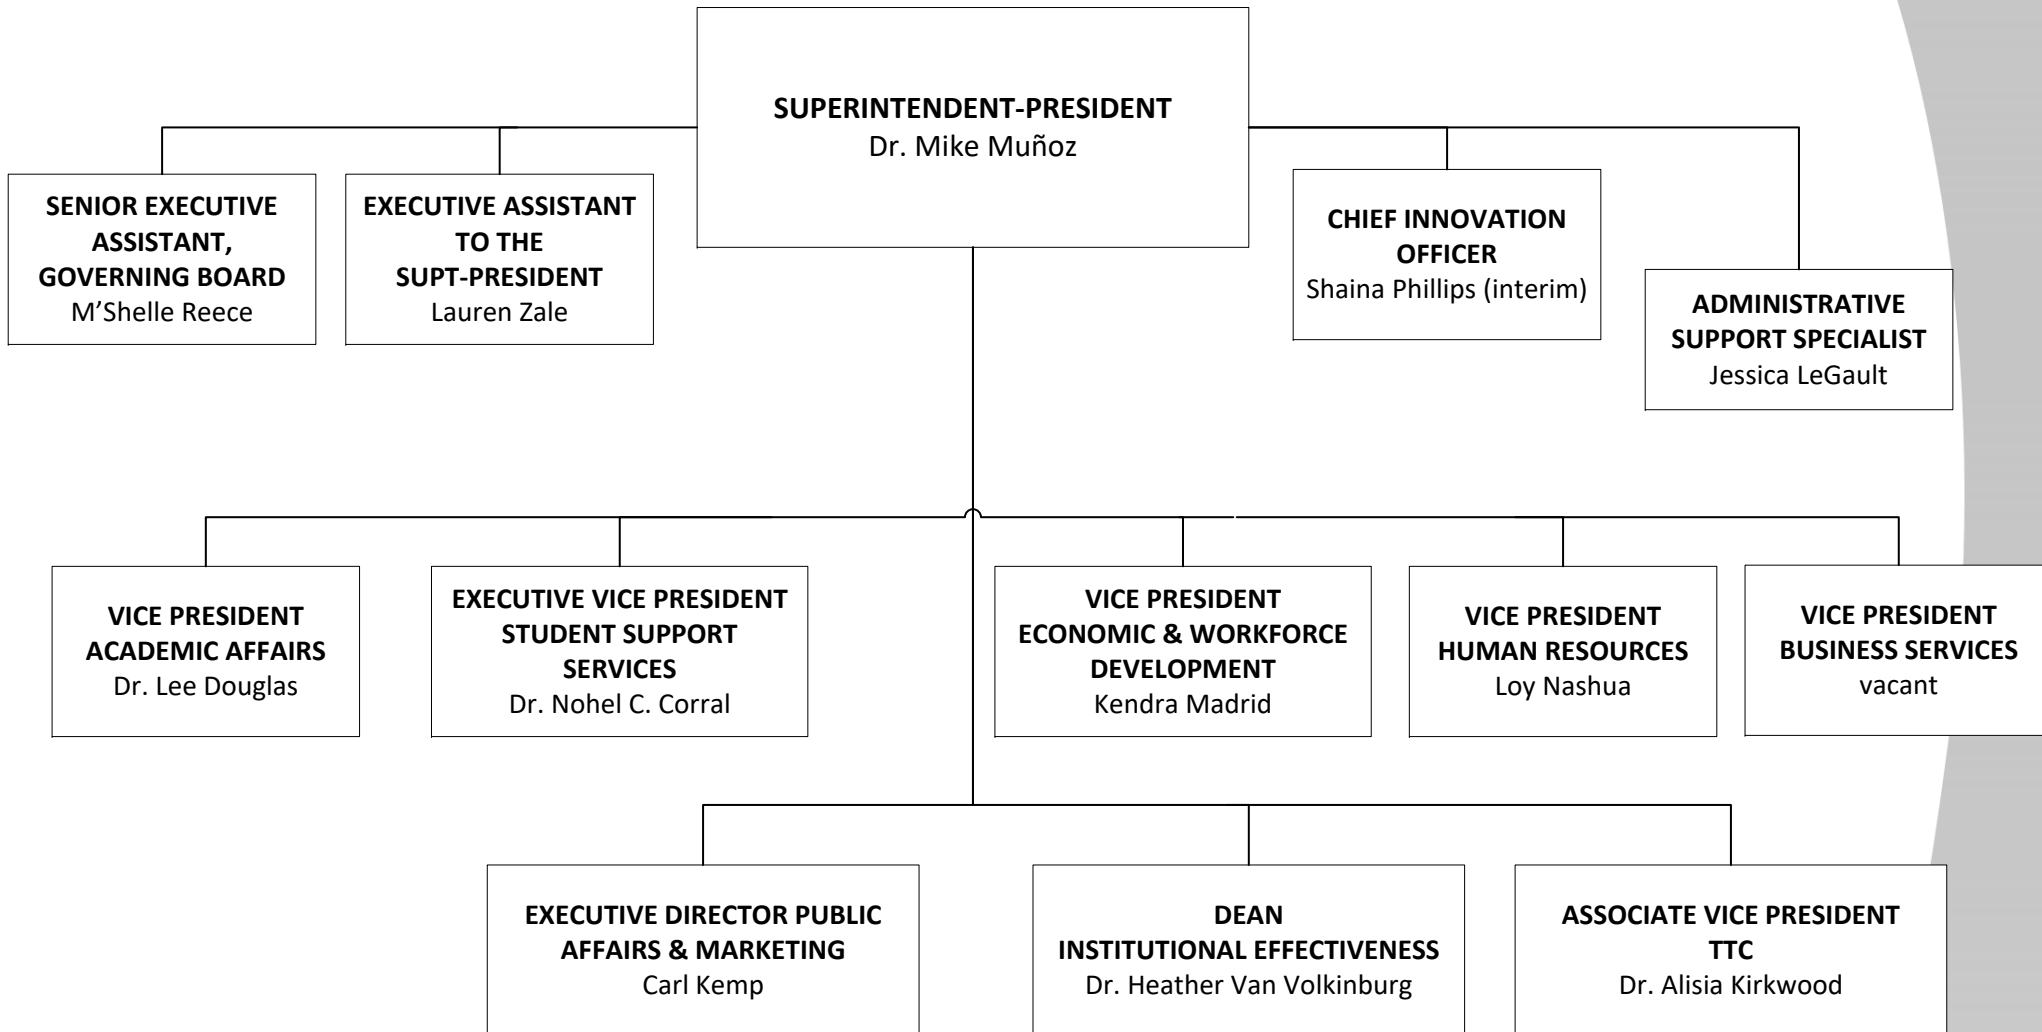 SUPERINTENDENT-PRESIDENT
Dr. Mike Muñoz
SENIOR EXECUTIVE
ASSISTANT,
GOVERNING BOARD
M’Shelle Reece
EXECUTIVE ASSISTANT
TO THE
SUPT-PRESIDENT
Lauren Zale
CHIEF INNOVATION
OFFICER
Shaina Phillips (interim)
ADMINISTRATIVE
SUPPORT SPECIALIST
Jessica LeGault
VICE PRESIDENT
ACADEMIC AFFAIRS
Dr. Lee Douglas
EXECUTIVE VICE PRESIDENT
STUDENT SUPPORT
SERVICES
Dr. Nohel C. Corral
VICE PRESIDENT
ECONOMIC & WORKFORCE
DEVELOPMENT
Kendra Madrid
VICE PRESIDENT
HUMAN RESOURCES
Loy Nashua
VICE PRESIDENT
BUSINESS SERVICES
vacant
EXECUTIVE DIRECTOR PUBLIC
AFFAIRS & MARKETING
Carl Kemp
DEAN
INSTITUTIONAL EFFECTIVENESS
Dr. Heather Van Volkinburg
ASSOCIATE VICE PRESIDENT
TTC
Dr. Alisia Kirkwood